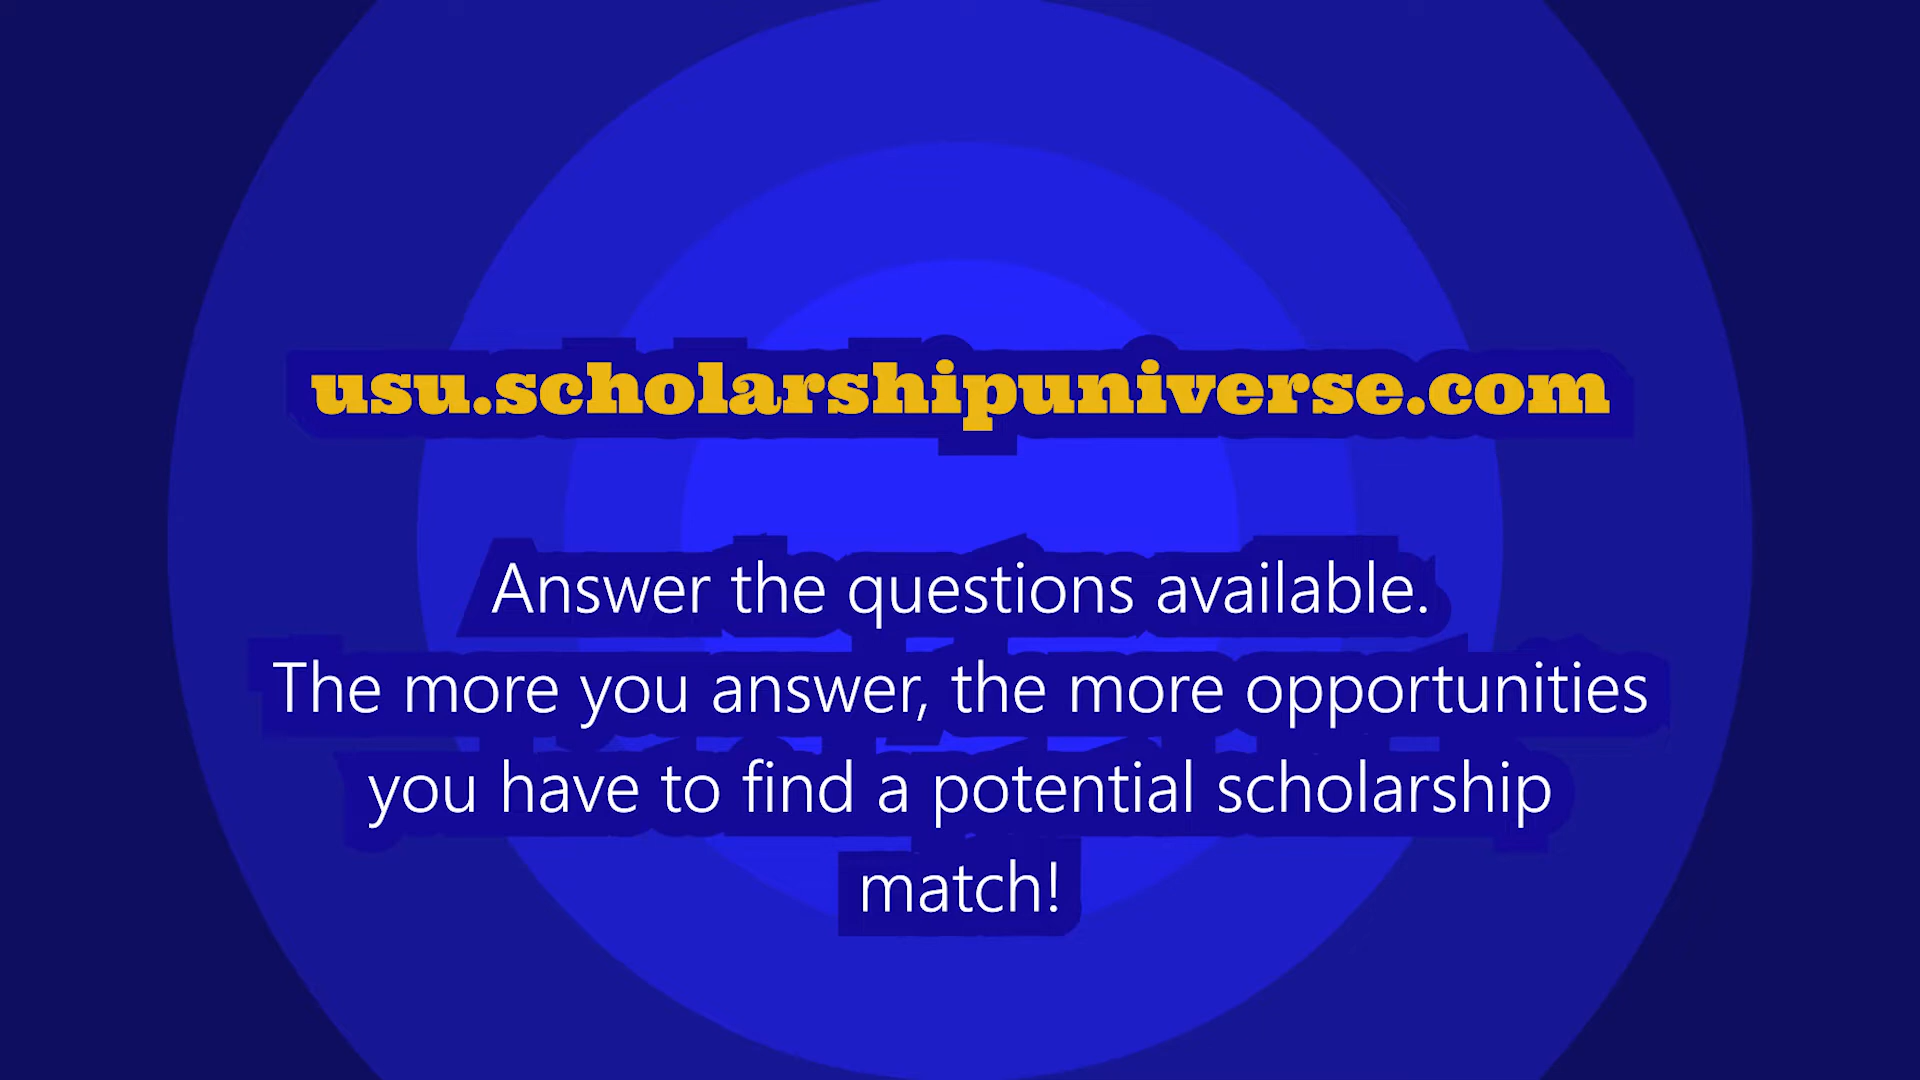 usu.scholarshipuniverse.com
Answer the questions available.
The more you answer, the more opportunities
you have to find a potential scholarship
match!